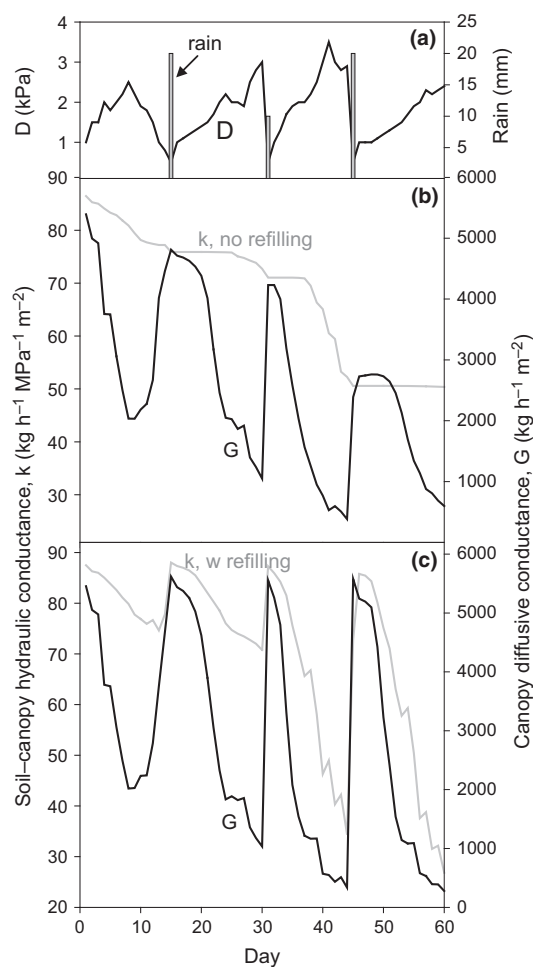 (a)
rain
D
D (kPa)
4
3
2
1
Rain (mm)
25
20
15
10
5
(b)
k, no refilling
G
90
80
70
60
50
40
30
6000
5000
4000
3000
2000
1000
0
Soil–canopy hydraulic conductance, k (kg h⁻¹ MPa⁻¹ m⁻²)
Canopy diffusive conductance, G (kg h⁻¹ m⁻²)
(c)
k, w refilling
G
90
80
70
60
50
40
30
20
6000
5000
4000
3000
2000
1000
0
0 10 20 30 40 50 60
Day